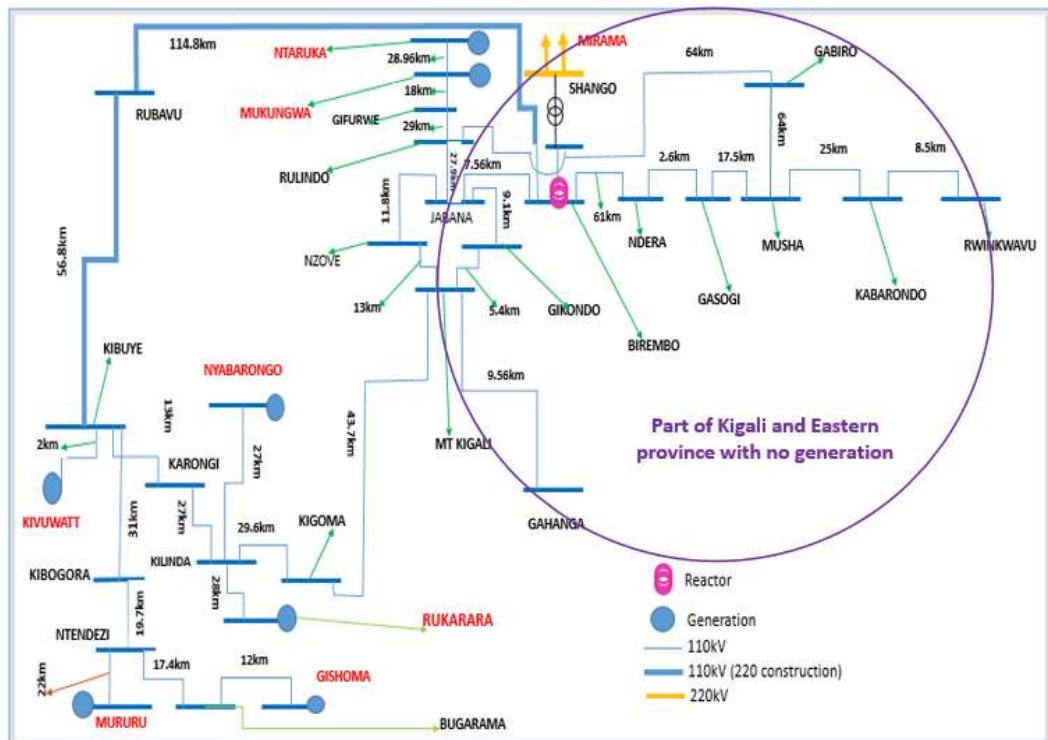 114.8km
NTARUKA
28.96km
MIRAMA
64km
GABIRO
RUBAVU
MUKUNGWA
18km
GIFURWE
29km
SHANGO
64km
RULINDO
27.9km
7.56km
2.6km
17.5km
25km
8.5km
11.8km
JABANA
9.1km
61km
NDERA
MUSHA
RWINKWAVU
NZOVE
GASOGI
KABARONDO
56.8km
13km
5.4km
GIKONDO
BIREMBO
KIBUYE
NYABARONGO
9.56km
13km
2km
43.7km
MT KIGALI
Part of Kigali and Eastern
province with no generation
KARONGI
27km
KIVUWATT
31km
27km
29.6km
KIGOMA
GAHANGA
KIBOGORA
KILINDA
28km
Reactor
19.7km
RUKARARA
Generation
NTENDEZI
110kV
22km
17.4km
12km
GISHOMA
110kV (220 construction)
220kV
MURURU
BUGARAMA